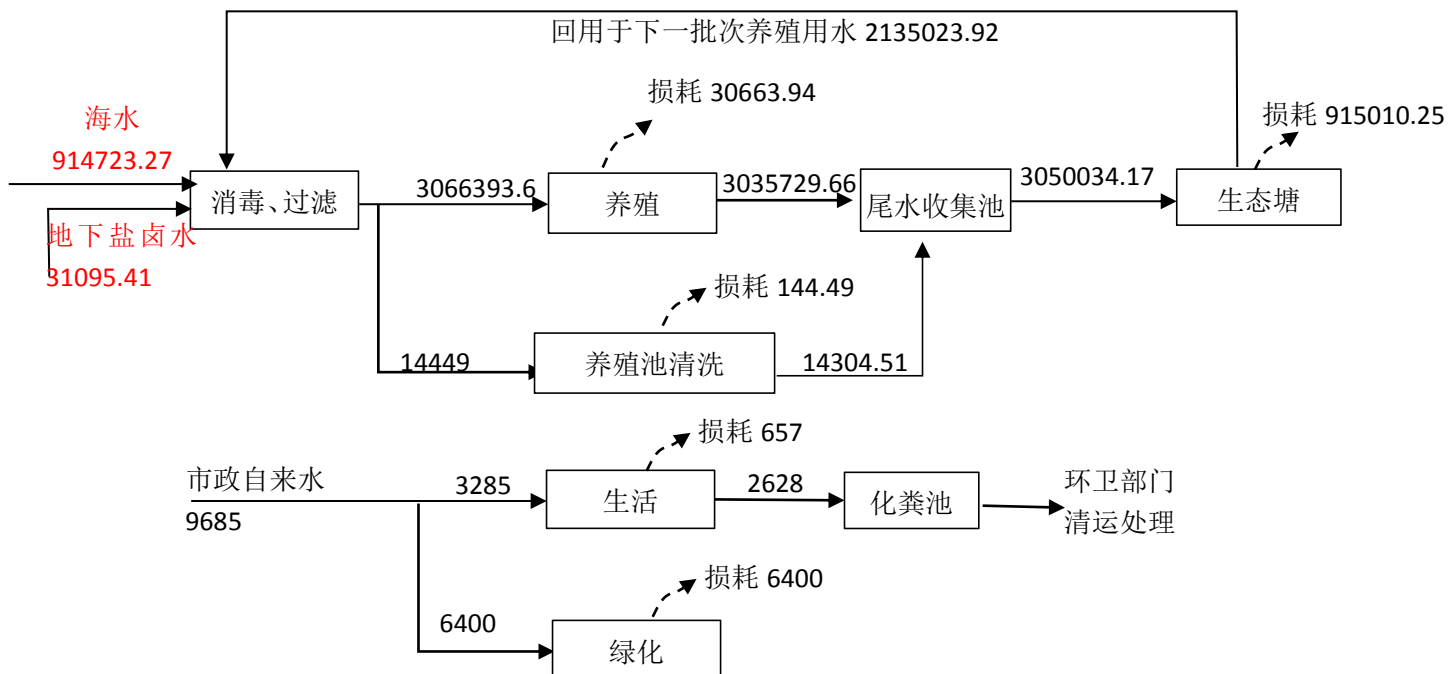 回用于下一批次养殖用水 2135023.92
损耗 30663.94
损耗 915010.25
海水
914723.27
消毒、过滤
3066393.6
养殖
3035729.66
尾水收集池
3050034.17
生态塘
地下盐卤水
31095.41
损耗 144.49
14449
养殖池清洗
14304.51
损耗 657
市政自来水
9685
3285
生活
2628
化粪池
环卫部门
清运处理
损耗 6400
6400
绿化